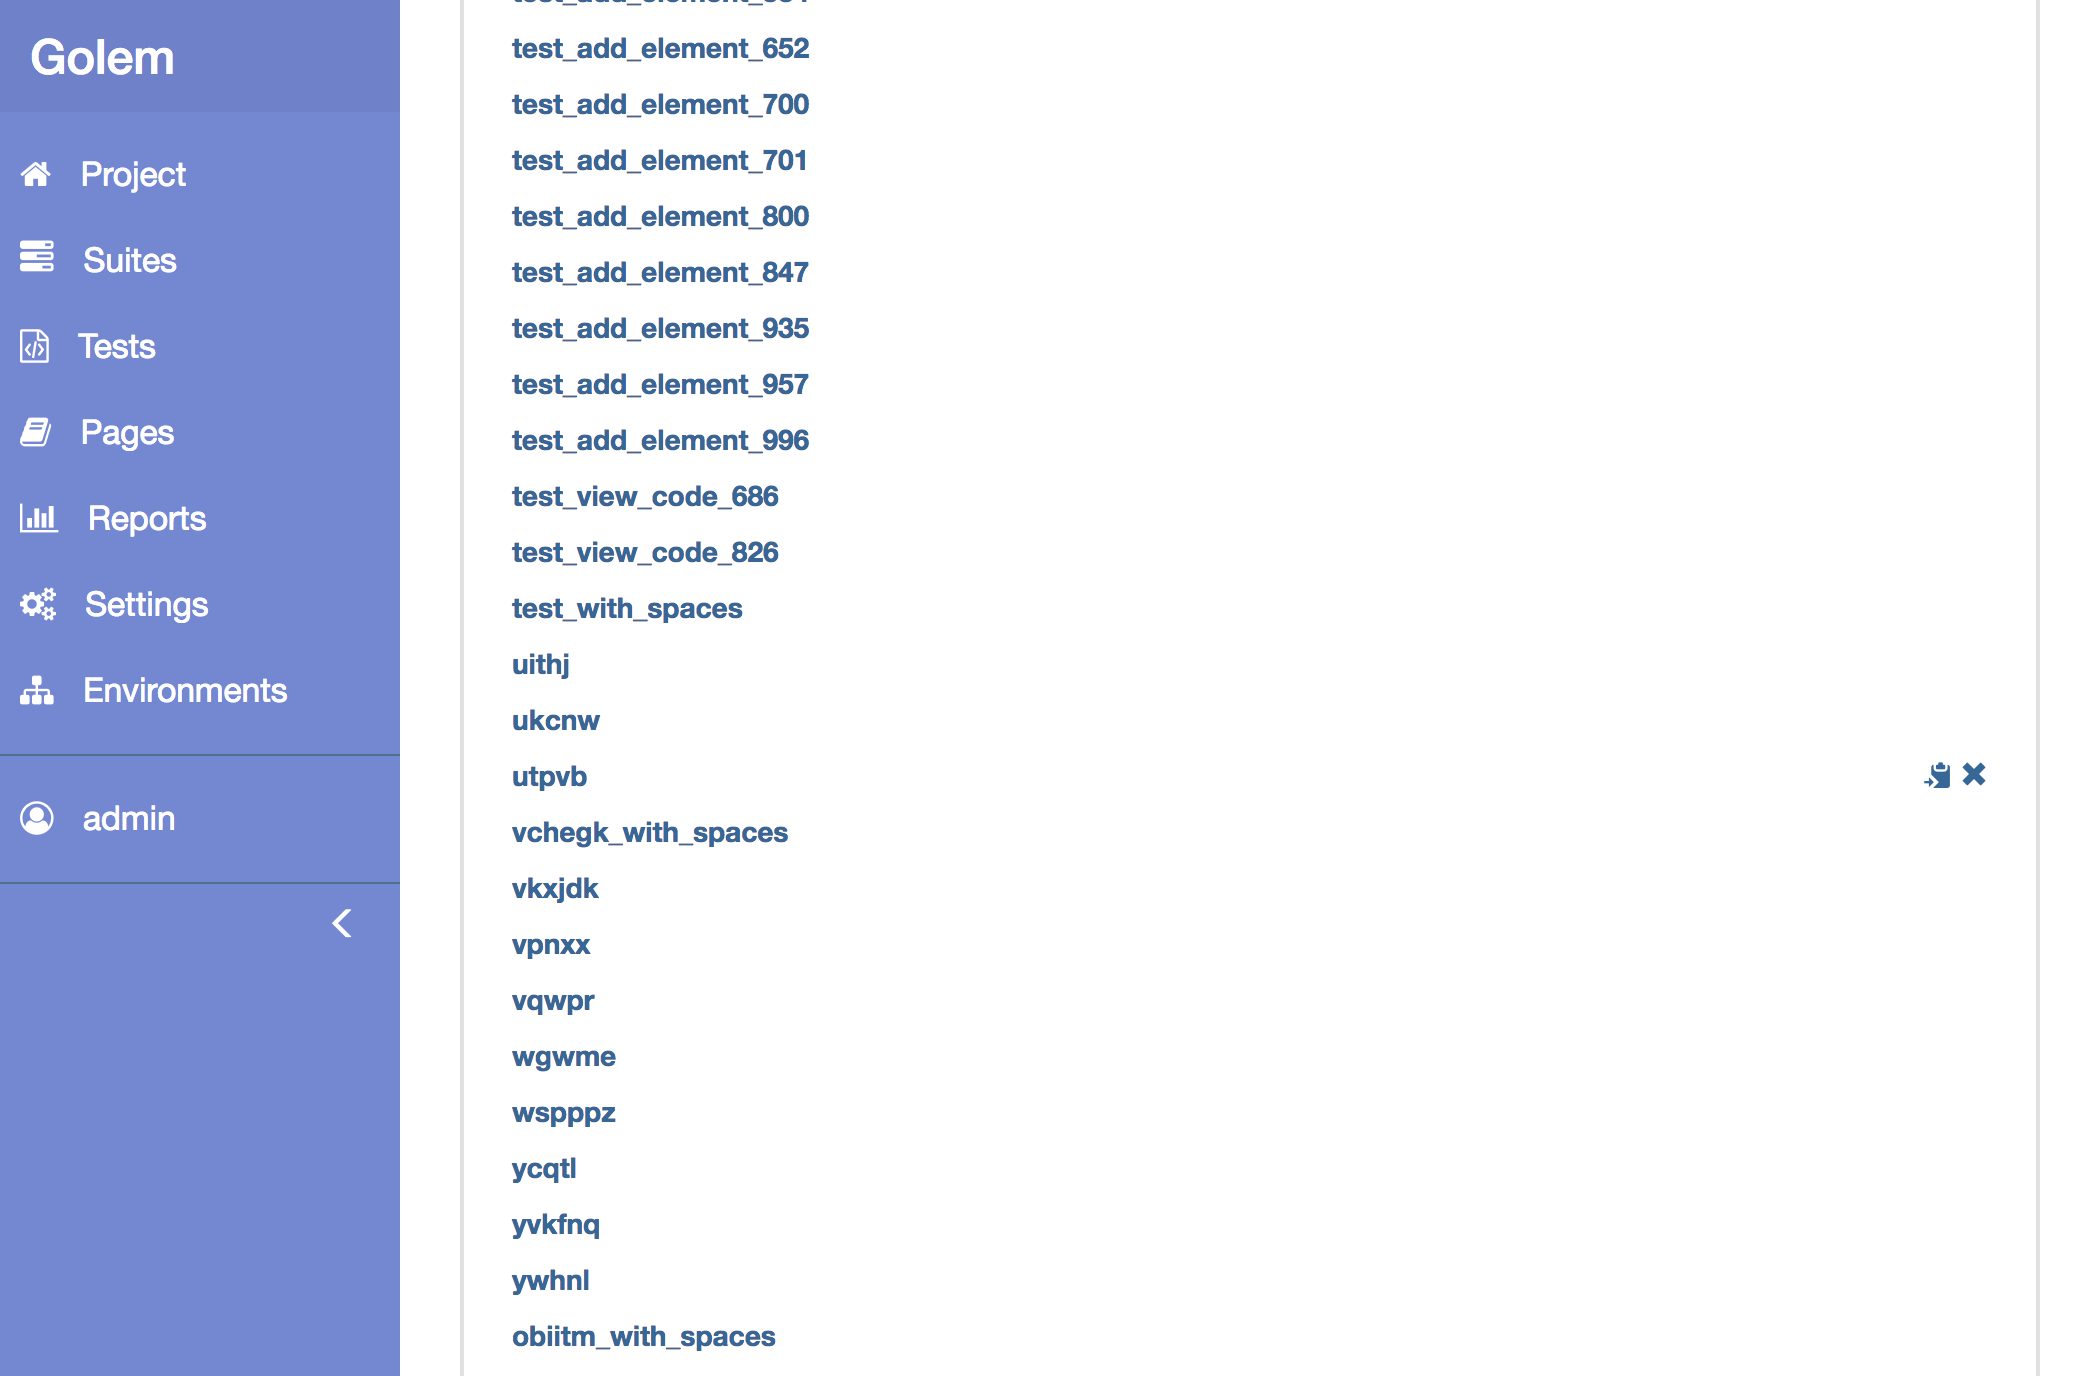 Golem
Project
Suites
Tests
Pages
Reports
Settings
Environments
admin
test_add_element_652
test_add_element_700
test_add_element_701
test_add_element_800
test_add_element_847
test_add_element_935
test_add_element_957
test_add_element_996
test_view_code_686
test_view_code_826
test_with_spaces
uithj
ukcnw
utpvb
vchegk_with_spaces
vkxjdk
vpnxx
vqwpr
wgwme
wspppz
ycqtl
yvkfnq
ywhnl
obiitm_with_spaces